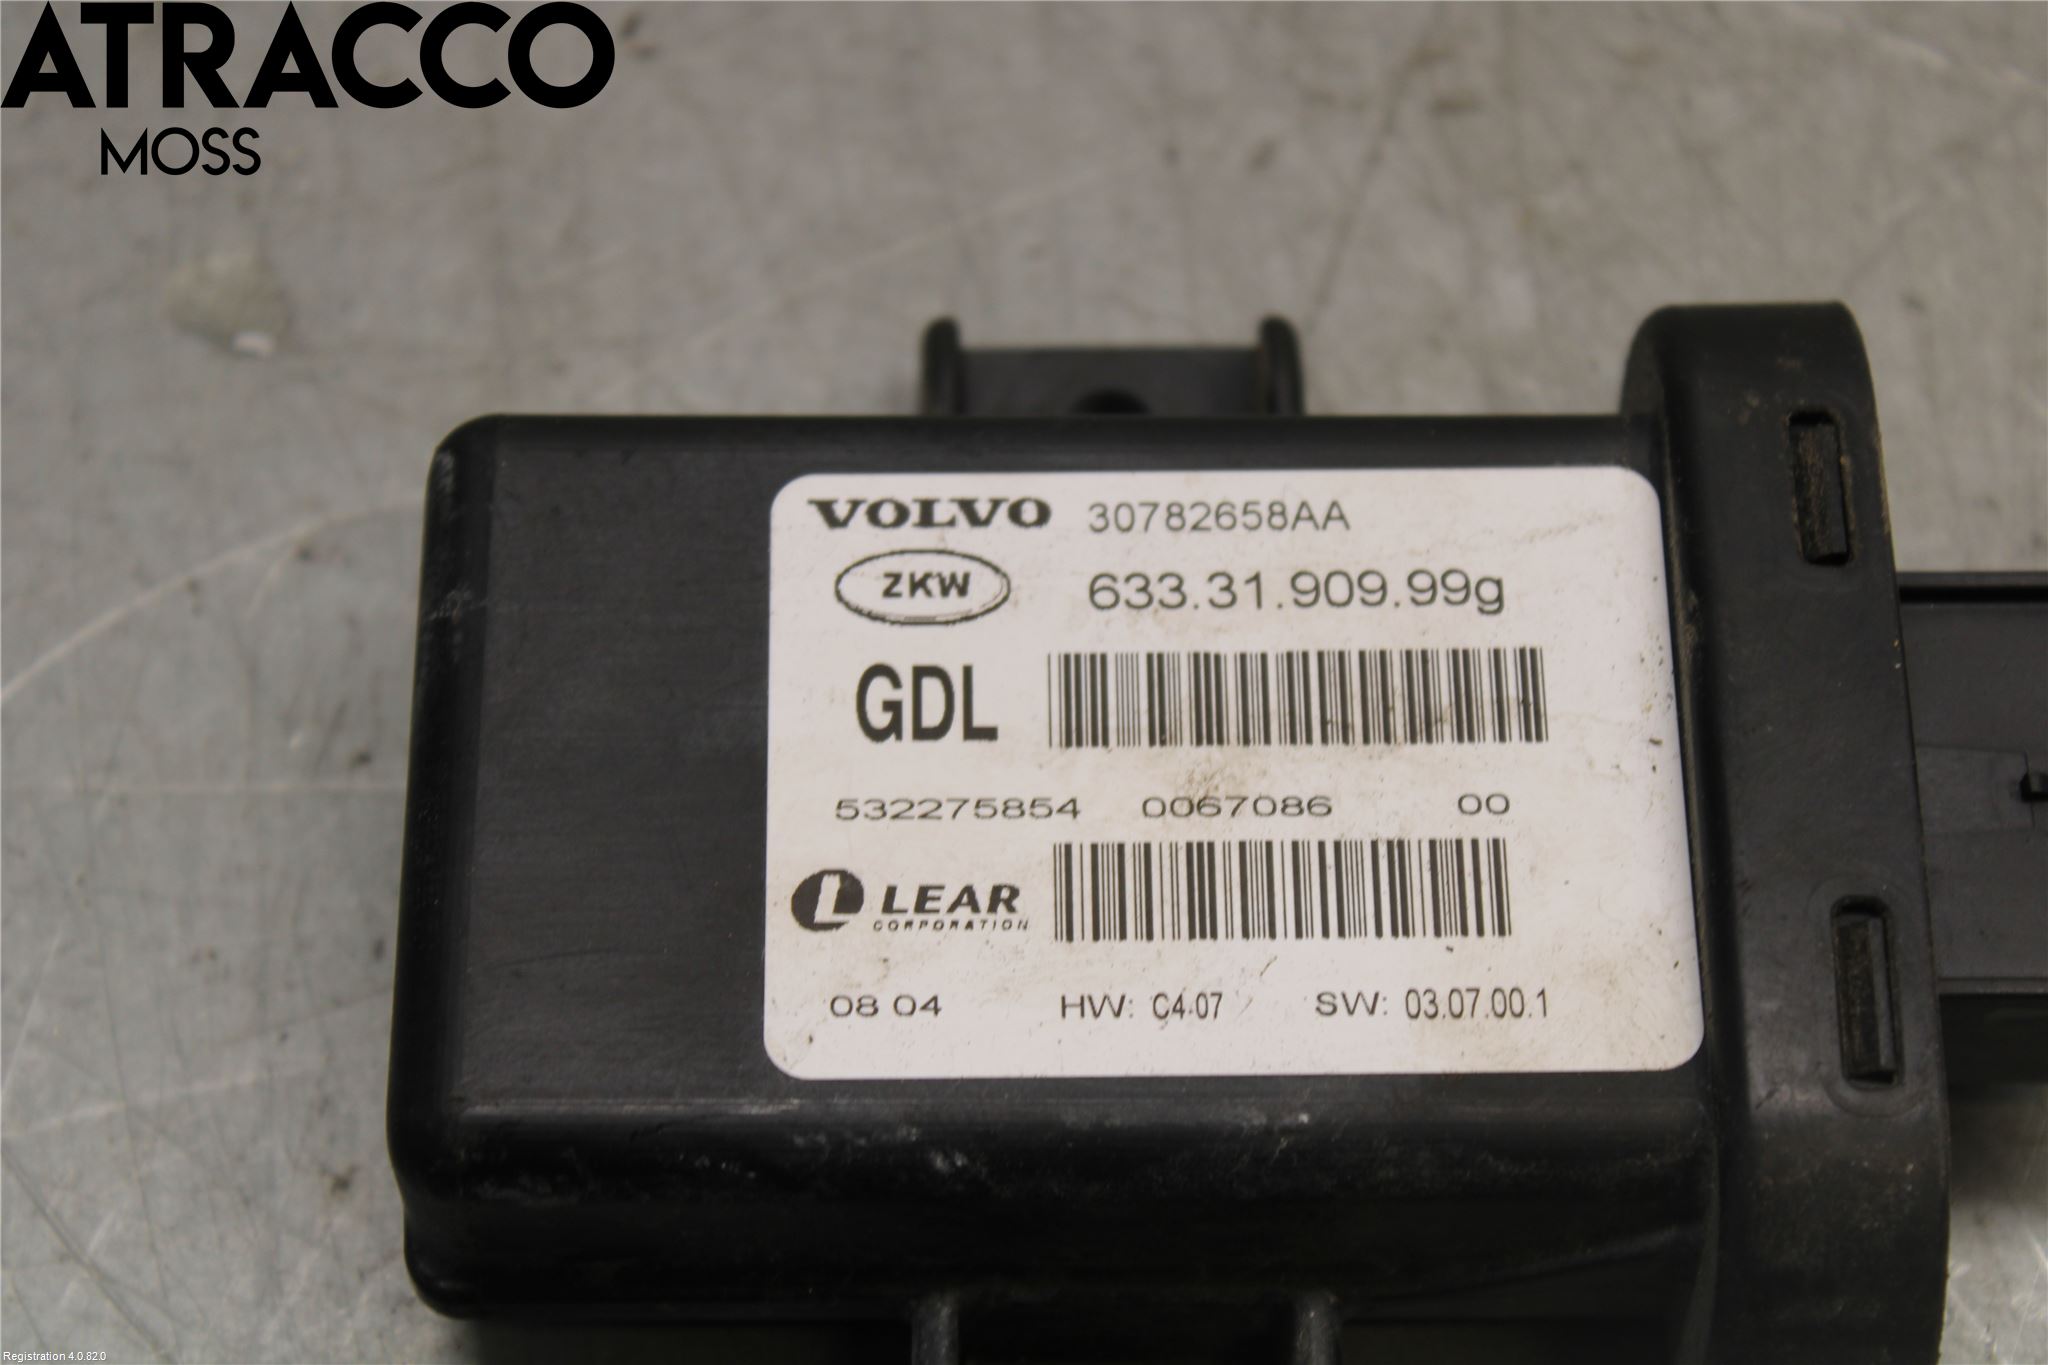 ATRACCO
MOSS
VOLVO 30782658AA
ZKW 633.31.909.99g
GDL
532275854 0067086 00
L LEAR
CORPORATION
08 04 HW: C4.07 SW: 03.07.00.1
Registration 4.0.82.0